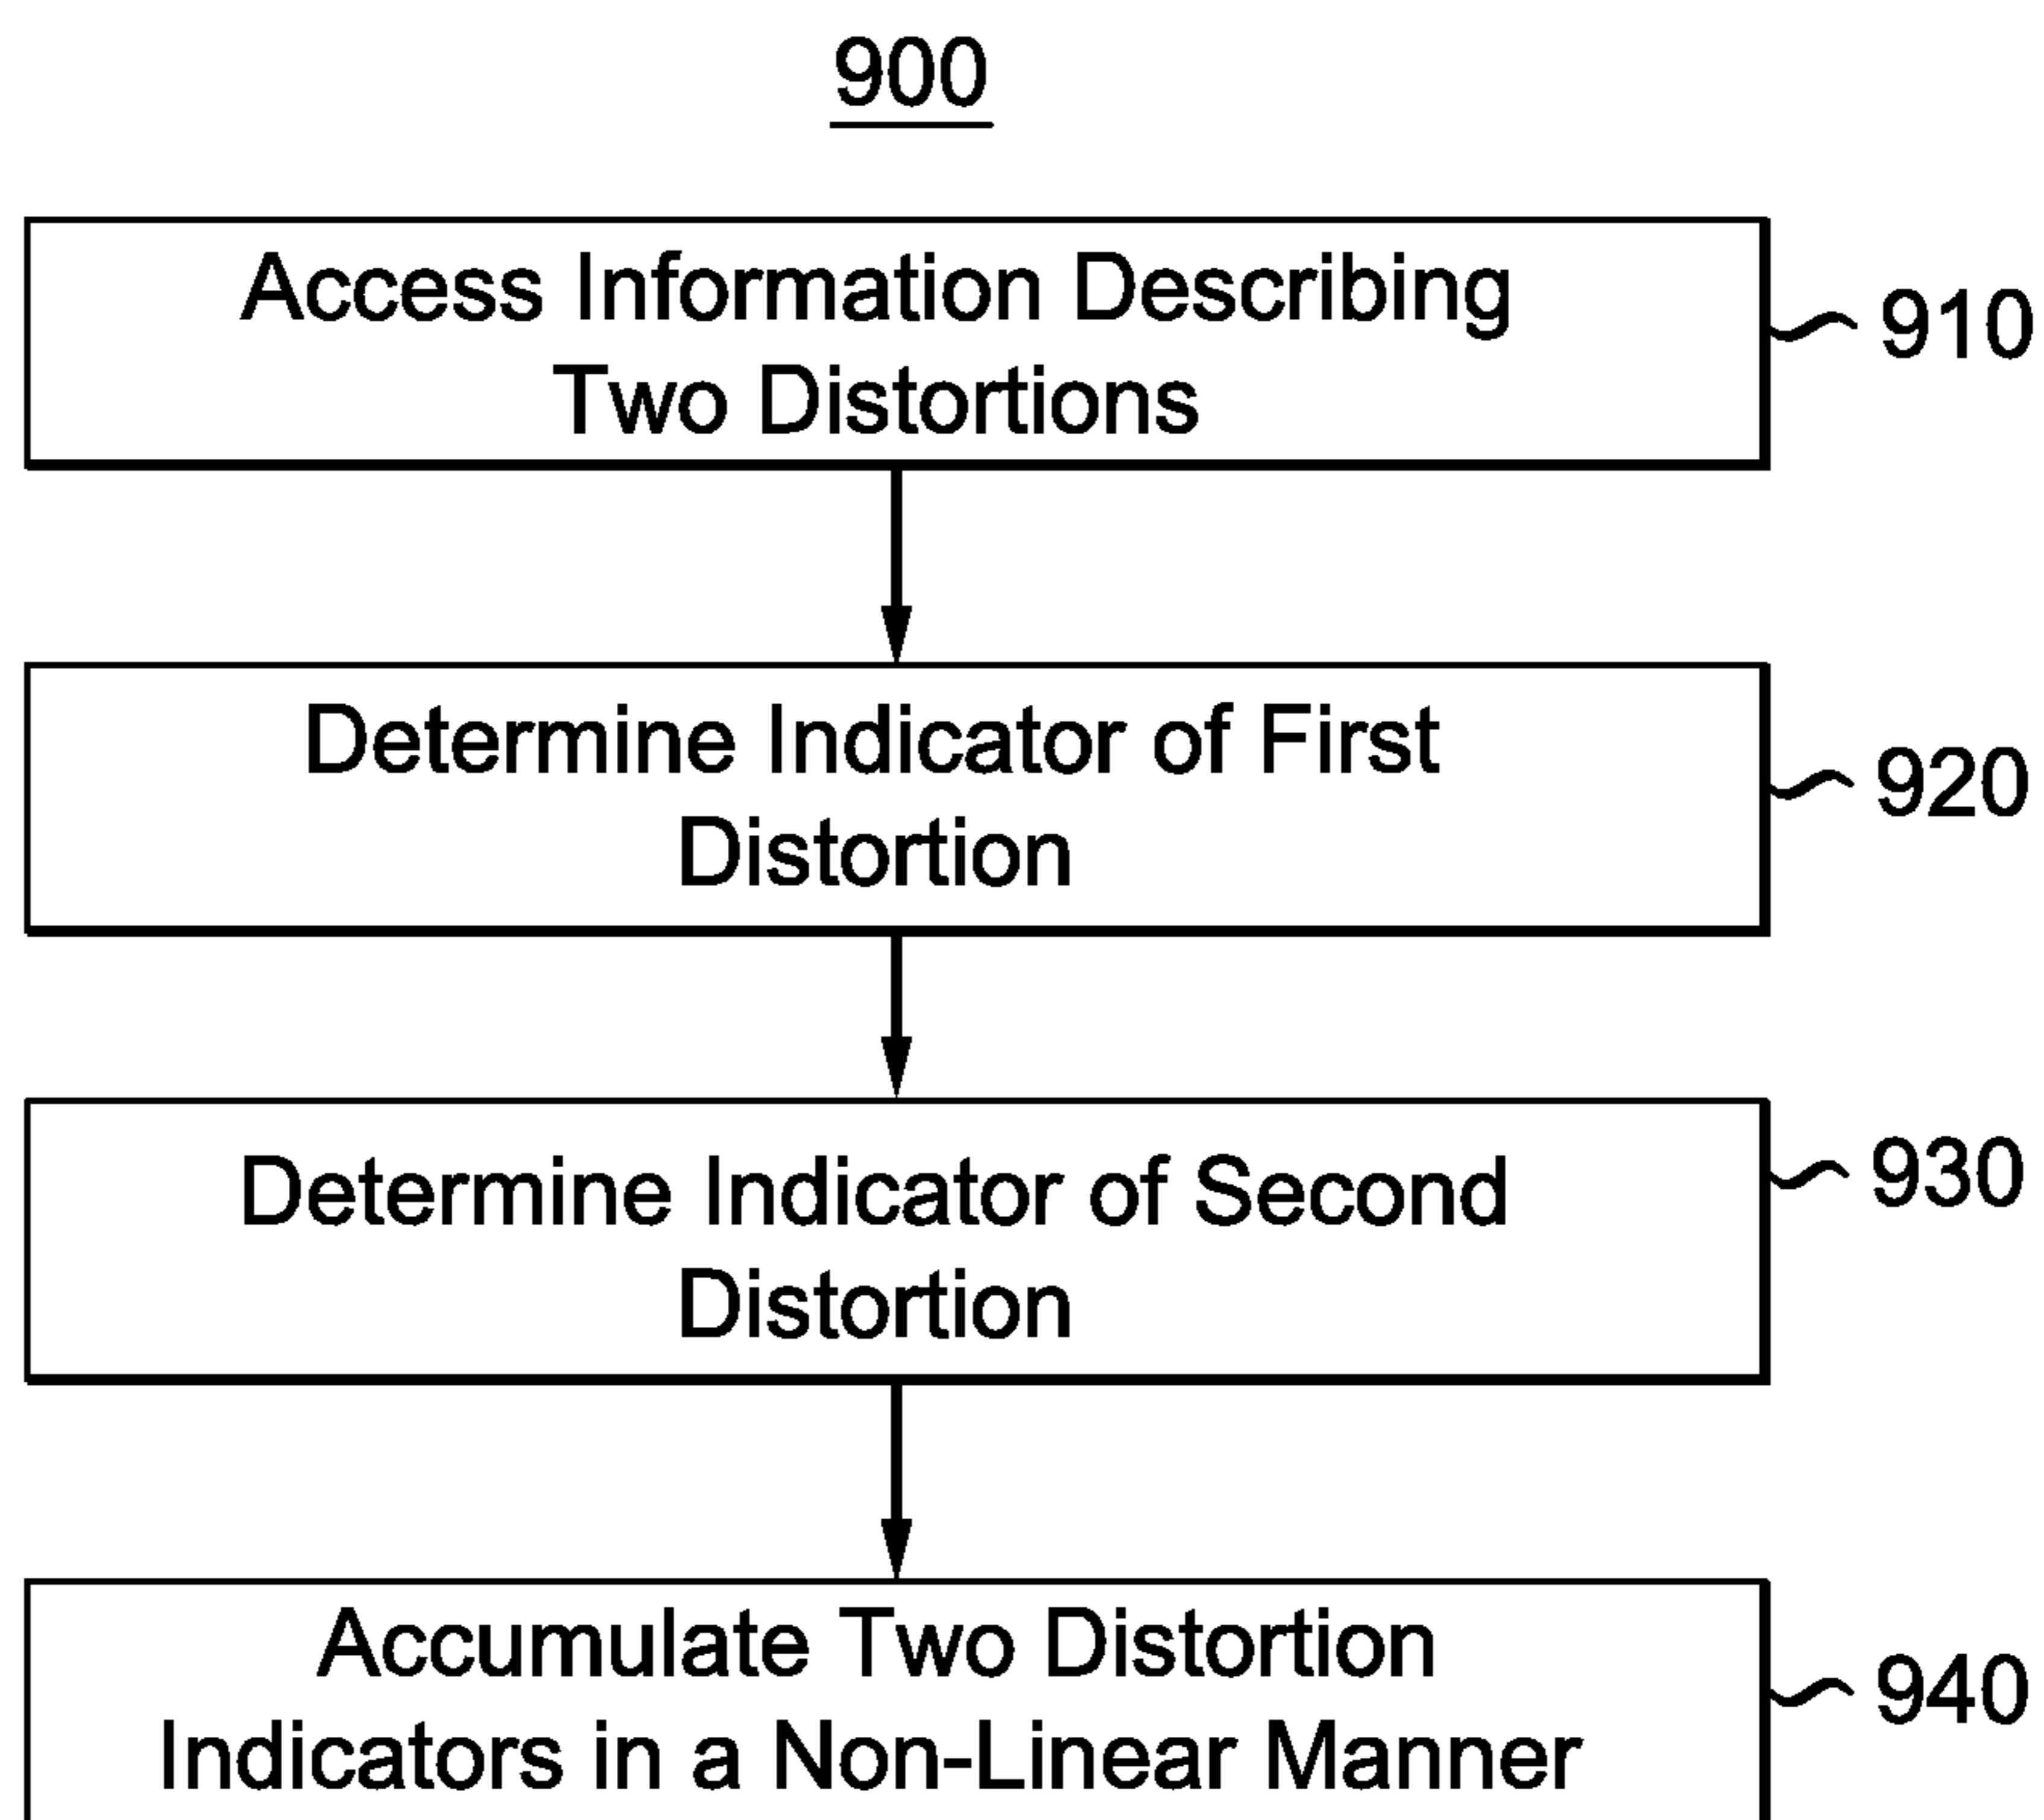 900
Access Information Describing
Two Distortions
910
Determine Indicator of First
Distortion
920
Determine Indicator of Second
Distortion
930
Accumulate Two Distortion
Indicators in a Non-Linear Manner
940